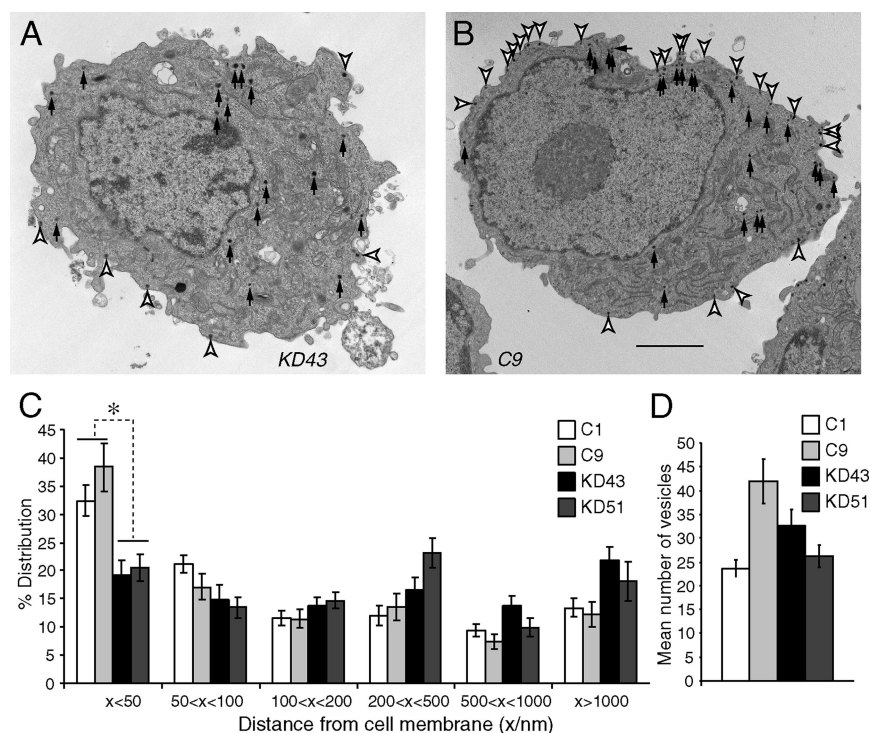 A
KD43
B
C9
C
*
45
40
35
30
25
20
15
10
5
0
% Distribution
C1
C9
KD43
KD51
x<50
50<x<100
100<x<200
200<x<500
500<x<1000
x>1000
Distance from cell membrane (x/nm)
D
C1
C9
KD43
KD51
50
45
40
35
30
25
20
15
10
5
0
Mean number of vesicles